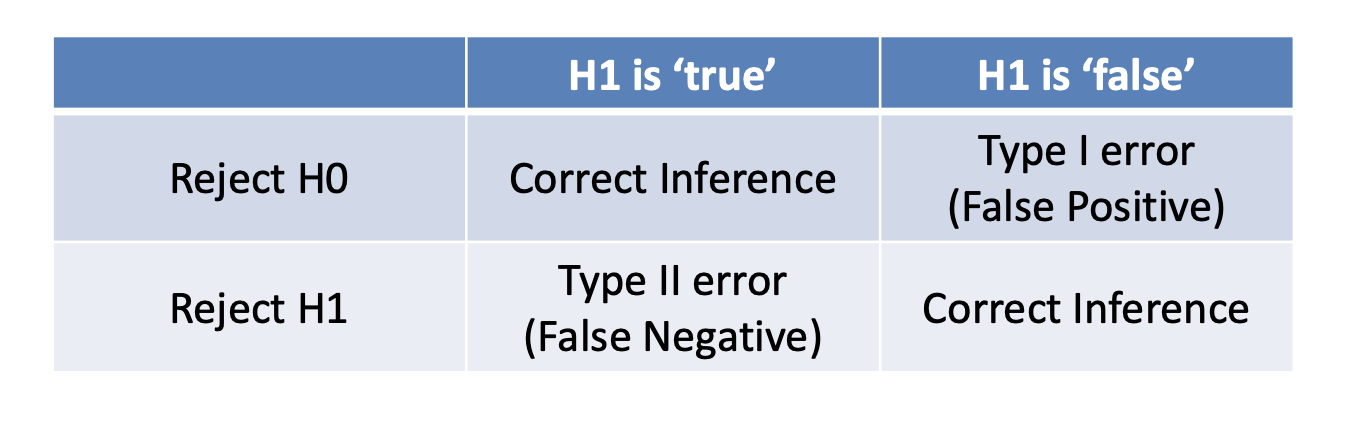 H1 is ‘true’
H1 is ‘false’
Reject H0
Correct Inference
Type I error
(False Positive)
Reject H1
Type II error
(False Negative)
Correct Inference